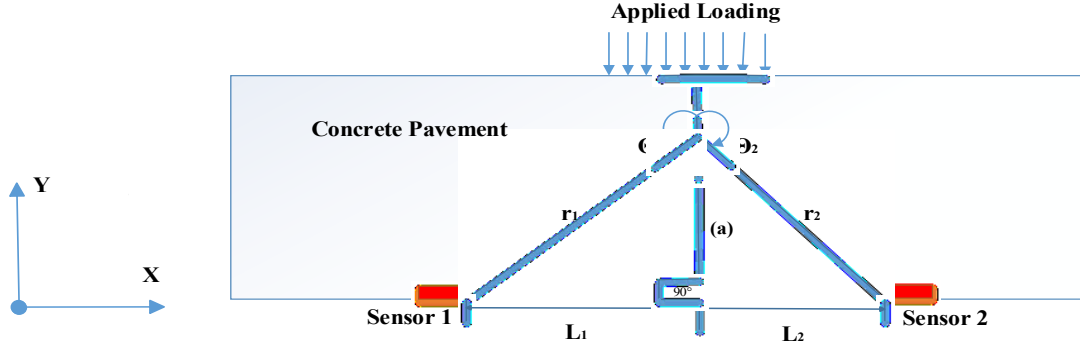 Applied Loading
Concrete Pavement
Θ₂
Y
r₁
r₂
(a)
X
90°
Sensor 1
Sensor 2
L₁
L₂